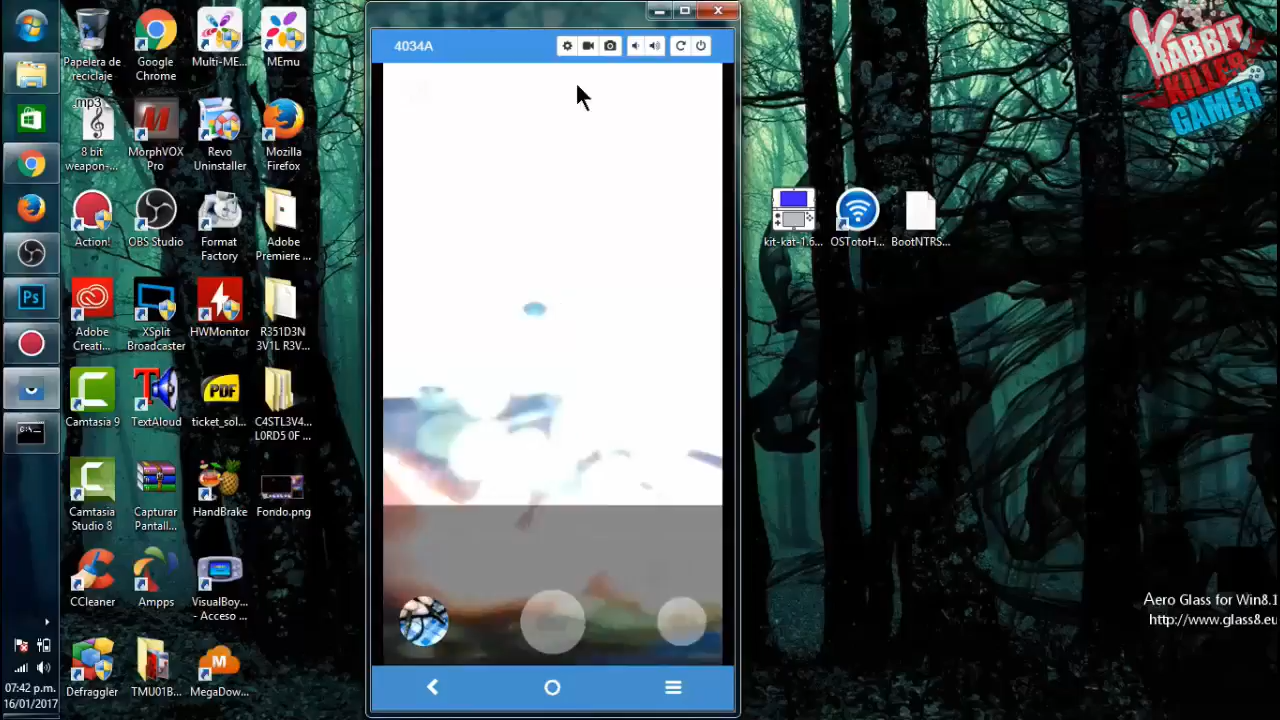 4034A
Papelera de reciclaje
Google Chrome
Multi-ME...
MEmu
.mp3
8 bit weapon-...
MorphVOX Pro
Revo Uninstaller
Mozilla Firefox
Action!
OBS Studio
Format Factory
Adobe Premiere ...
Adobe Creati...
XSplit Broadcaster
HWMonitor
R351D3N 3V1L R3V...
Camtasia 9
TextAloud
PDF
ticket_sol...
C4STL3V4... L0RD5 0F ...
Camtasia Studio 8
Capturar Pantall...
HandBrake
Fondo.png
CCleaner
Ampps
VisualBoy... - Acceso ...
Defraggler
TMU01B...
MegaDow...
Ps
C:\
kit-kat-1.6...
OSTotoH...
BootNTRS...
RABBIT
KILLER
GAMER
Aero Glass for Win8.1
http://www.glass8.eu
07:42 p.m.
16/01/2017